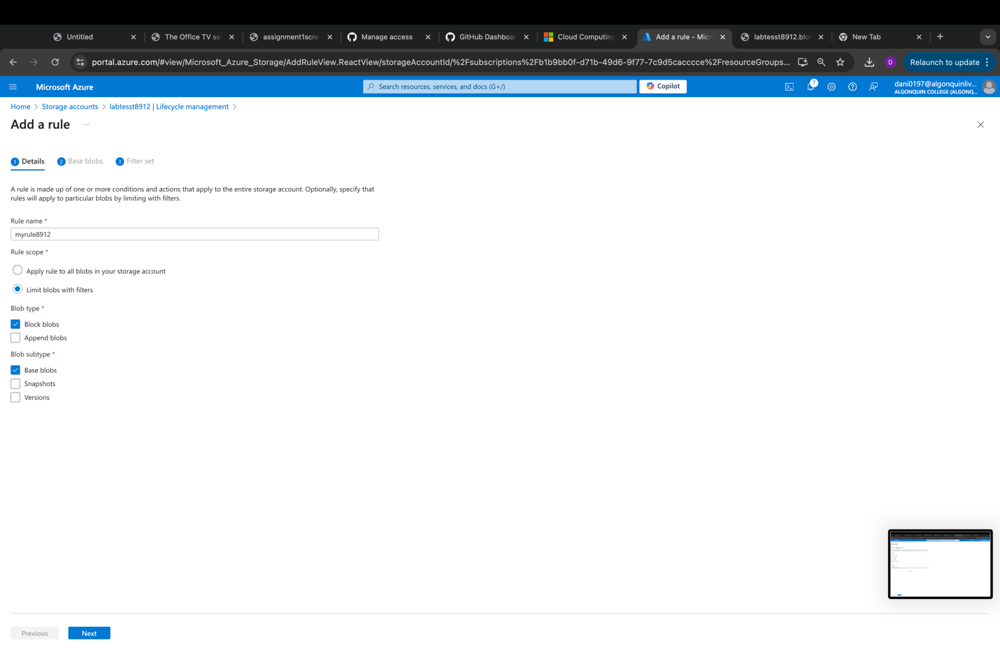 Untitled
The Office TV se
assignment1scre
Manage access
GitHub Dashboar
Cloud Computing
Add a rule - Micr
labtesst8912.blo
New Tab
portal.azure.com/#view/Microsoft_Azure_Storage/AddRuleView.ReactView/storageAccountId/%2Fsubscriptions%2Fb1b9bb0f-d71b-49d6-9f77-7c9d5cacccce%2FresourceGroups...
D
Relaunch to update
Microsoft Azure
Search resources, services, and docs (G+/)
Copilot
7
dani0197@algonquinliv...
ALGONQUIN COLLEGE (ALGONQ...
Home > Storage accounts > labtesst8912 | Lifecycle management >
Add a rule ...
1 Details 2 Base blobs 3 Filter set
A rule is made up of one or more conditions and actions that apply to the entire storage account. Optionally, specify that
rules will apply to particular blobs by limiting with filters.
Rule name *
myrule8912
Rule scope *
Apply rule to all blobs in your storage account
Limit blobs with filters
Blob type *
Block blobs
Append blobs
Blob subtype *
Base blobs
Snapshots
Versions
Previous
Next